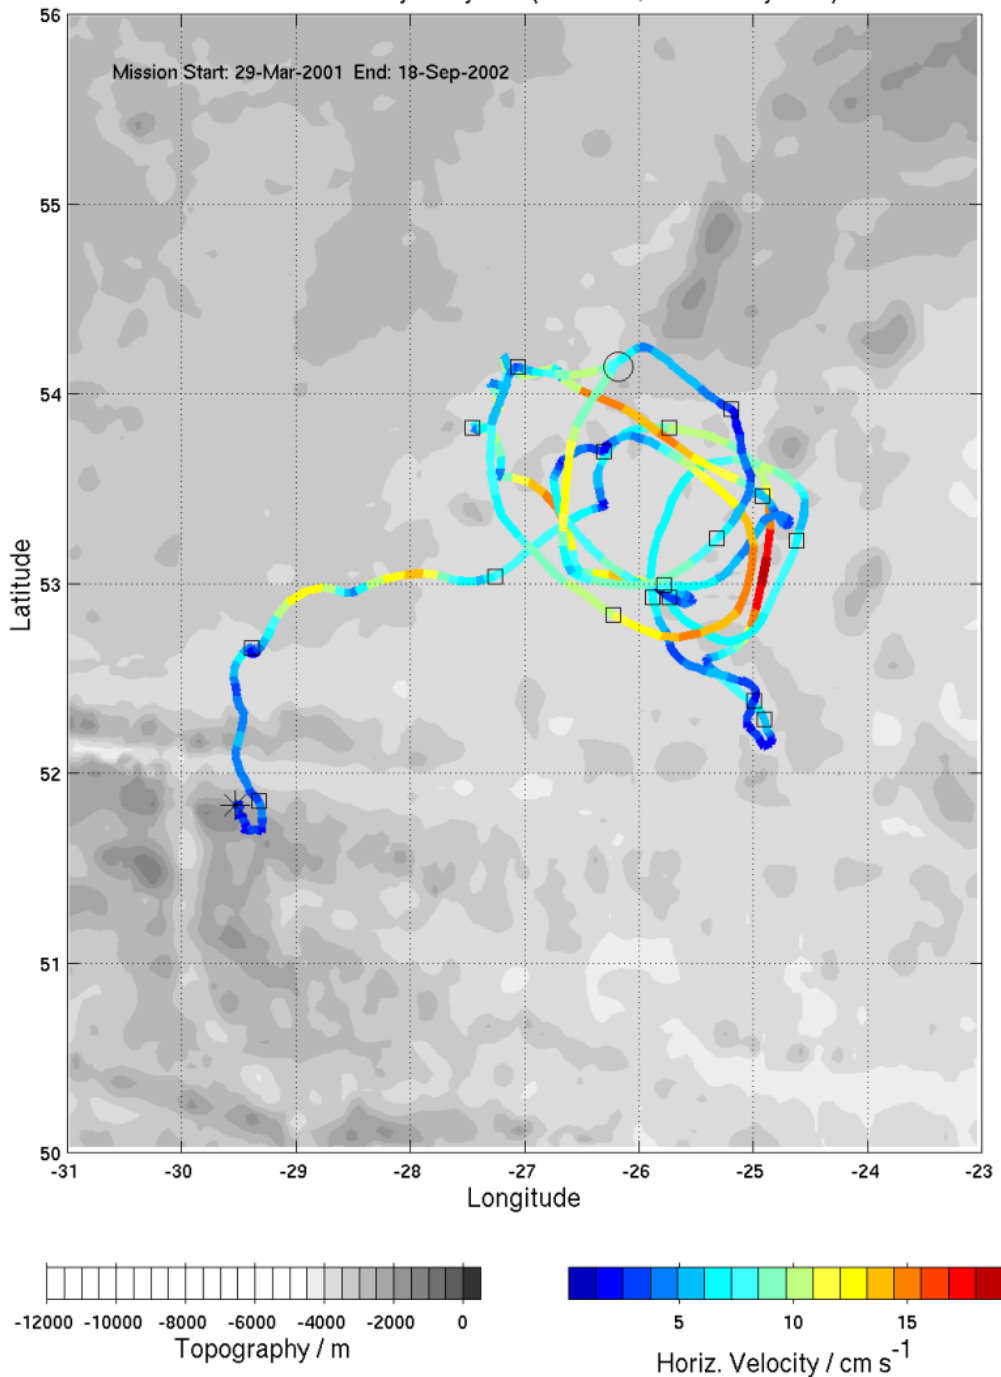 Mission Start: 29-Mar-2001 End: 18-Sep-2002
56
55
54
53
52
51
50
Latitude
-31 -30 -29 -28 -27 -26 -25 -24 -23
Longitude
-12000 -10000 -8000 -6000 -4000 -2000 0
Topography / m
5 10 15
Horiz. Velocity / cm s-1